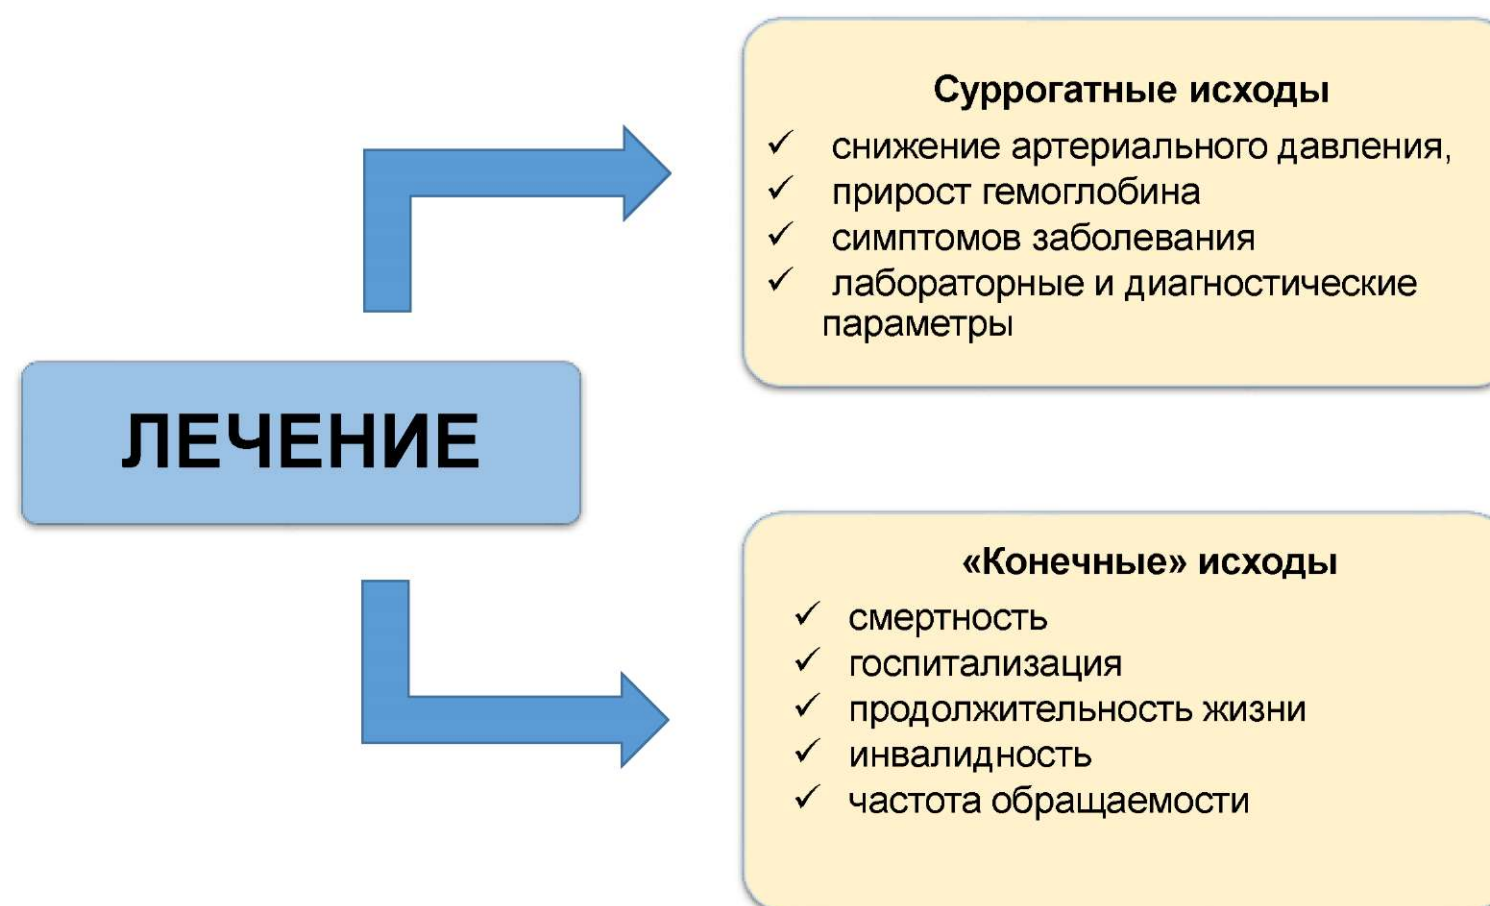 Суррогатные исходы
✓ снижение артериального давления,
✓ прирост гемоглобина
✓ симптомов заболевания
✓ лабораторные и диагностические
параметры
ЛЕЧЕНИЕ
«Конечные» исходы
✓ смертность
✓ госпитализация
✓ продолжительность жизни
✓ инвалидность
✓ частота обращаемости